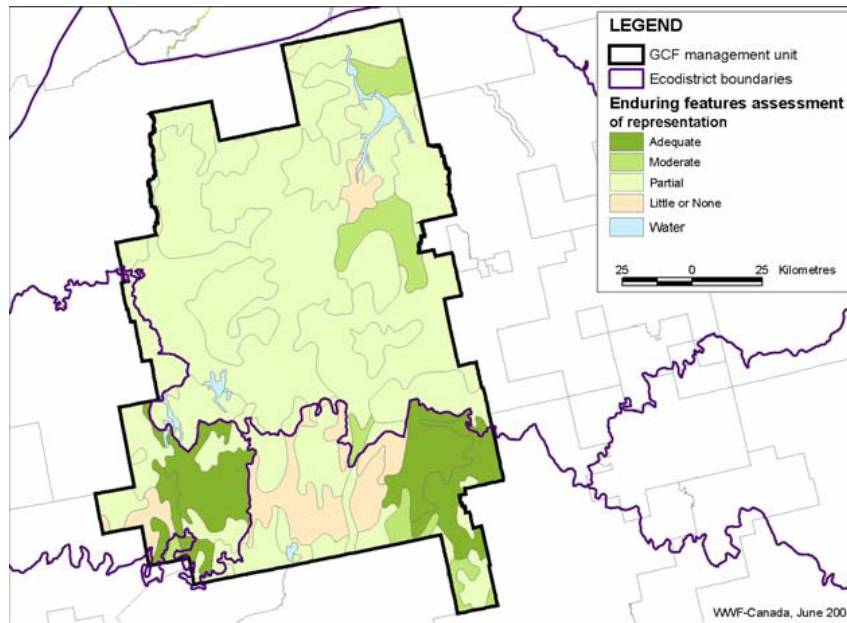 LEGEND
GCF management unit
Ecodistrict boundaries
Enduring features assessment
of representation
Adequate
Moderate
Partial
Little or None
Water
25 0 25 Kilometres
WWF-Canada, June 200